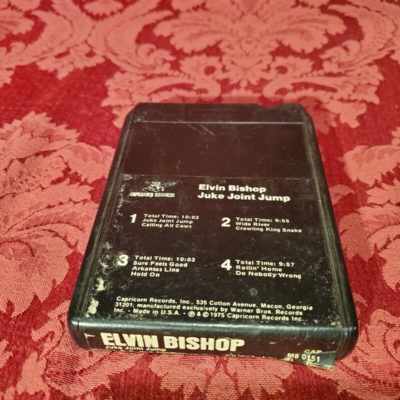 CAPRICORN RECORDS
Elvin Bishop
Juke Joint Jump
1
Total Time: 10:03
Juke Joint Jump
Calling All Cows
2
Total Time: 9:55
Wide River
Crawling King Snake
3
Total Time: 10:03
Sure Feels Good
Arkansas Line
Hold On
4
Total Time: 9:57
Rollin' Home
Do Nobody Wrong
Capricorn Records, Inc., 535 Cotton Avenue, Macon, Georgia
31201, manufactured exclusively by Warner Bros. Records
Inc. - Made in U.S.A. - ℗ & © 1975 Capricorn Records Inc.
ELVIN BISHOP
Juke Joint Jump
CAP
M8 0151